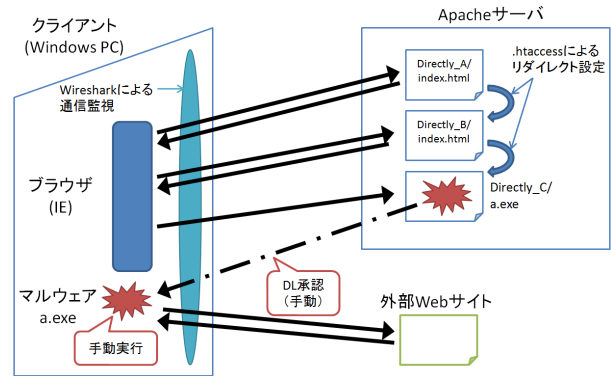 クライアント
(Windows PC)
Apacheサーバ
Wiresharkによる
通信監視
Directly_A/
index.html
.htaccessによる
リダイレクト設定
Directly_B/
index.html
ブラウザ
(IE)
Directly_C/
a.exe
DL承認
(手動)
マルウェア
a.exe
手動実行
外部Webサイト